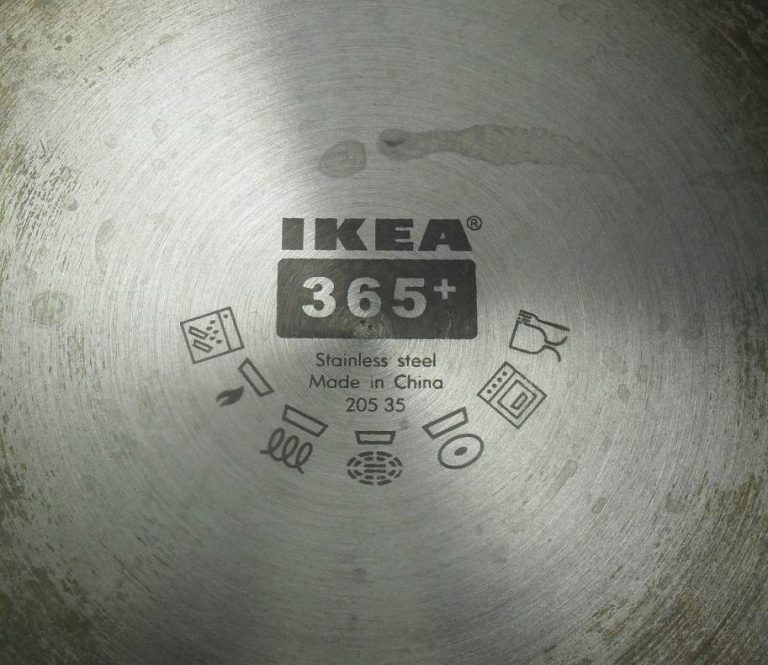 IKEA®
365+
Stainless steel
Made in China
205 35